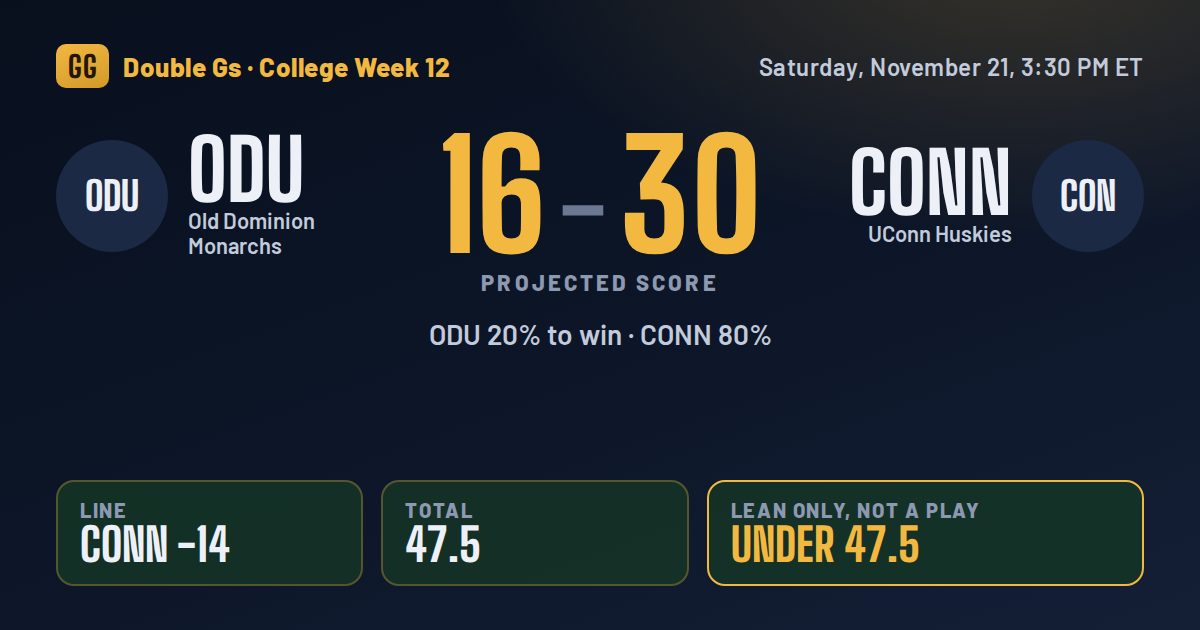 GG
Double Gs · College Week 12
Saturday, November 21, 3:30 PM ET
ODU
ODU
Old Dominion
Monarchs
16 – 30
PROJECTED SCORE
ODU 20% to win · CONN 80%
CONN
UConn Huskies
CON
LINE
CONN −14
TOTAL
47.5
LEAN ONLY, NOT A PLAY
UNDER 47.5